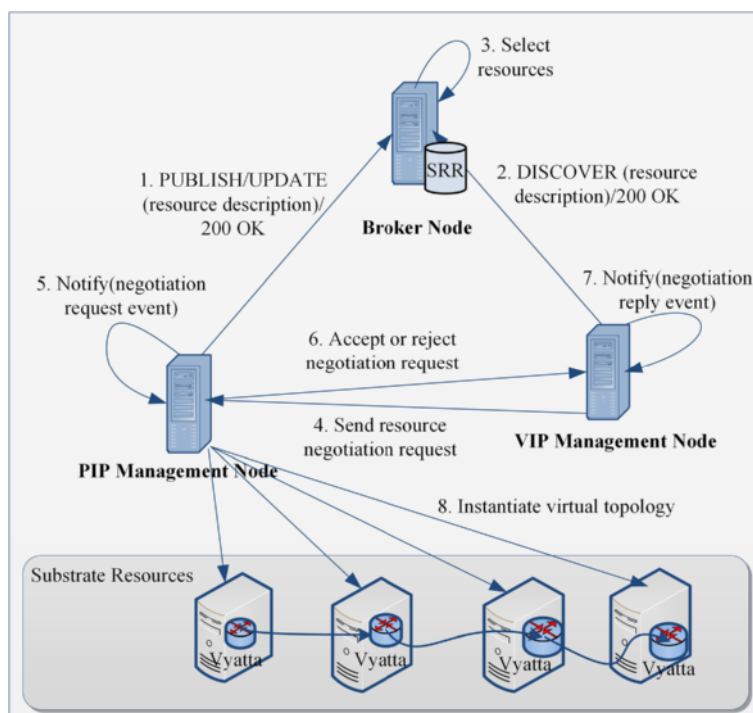 3. Select
resources
SRR
Broker Node
1. PUBLISH/UPDATE
(resource description)/
200 OK
2. DISCOVER (resource
description)/200 OK
5. Notify(negotiation
request event)
7. Notify(negotiation
reply event)
6. Accept or reject
negotiation request
4. Send resource
negotiation request
PIP Management Node
VIP Management Node
8. Instantiate virtual topology
Substrate Resources
Vyatta
Vyatta
Vyatta
Vyatta